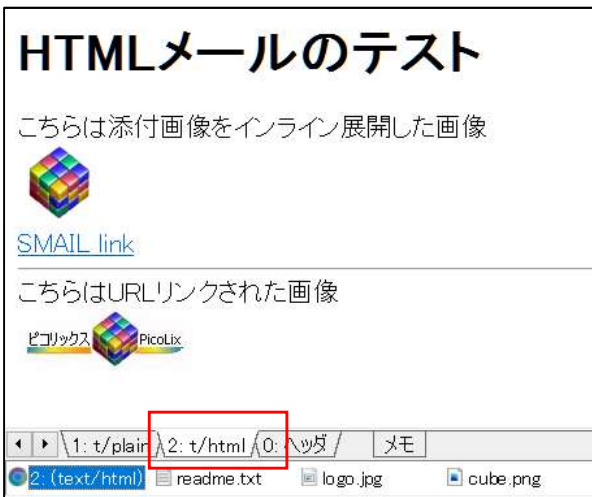 HTMLメールのテスト
こちらは添付画像をインライン展開した画像
SMAIL link
こちらはURLリンクされた画像
ピコリックス PicoLix
1: t/plain 2: t/html 0: ヘッダ メモ
2: (text/html) readme.txt logo.jpg cube.png